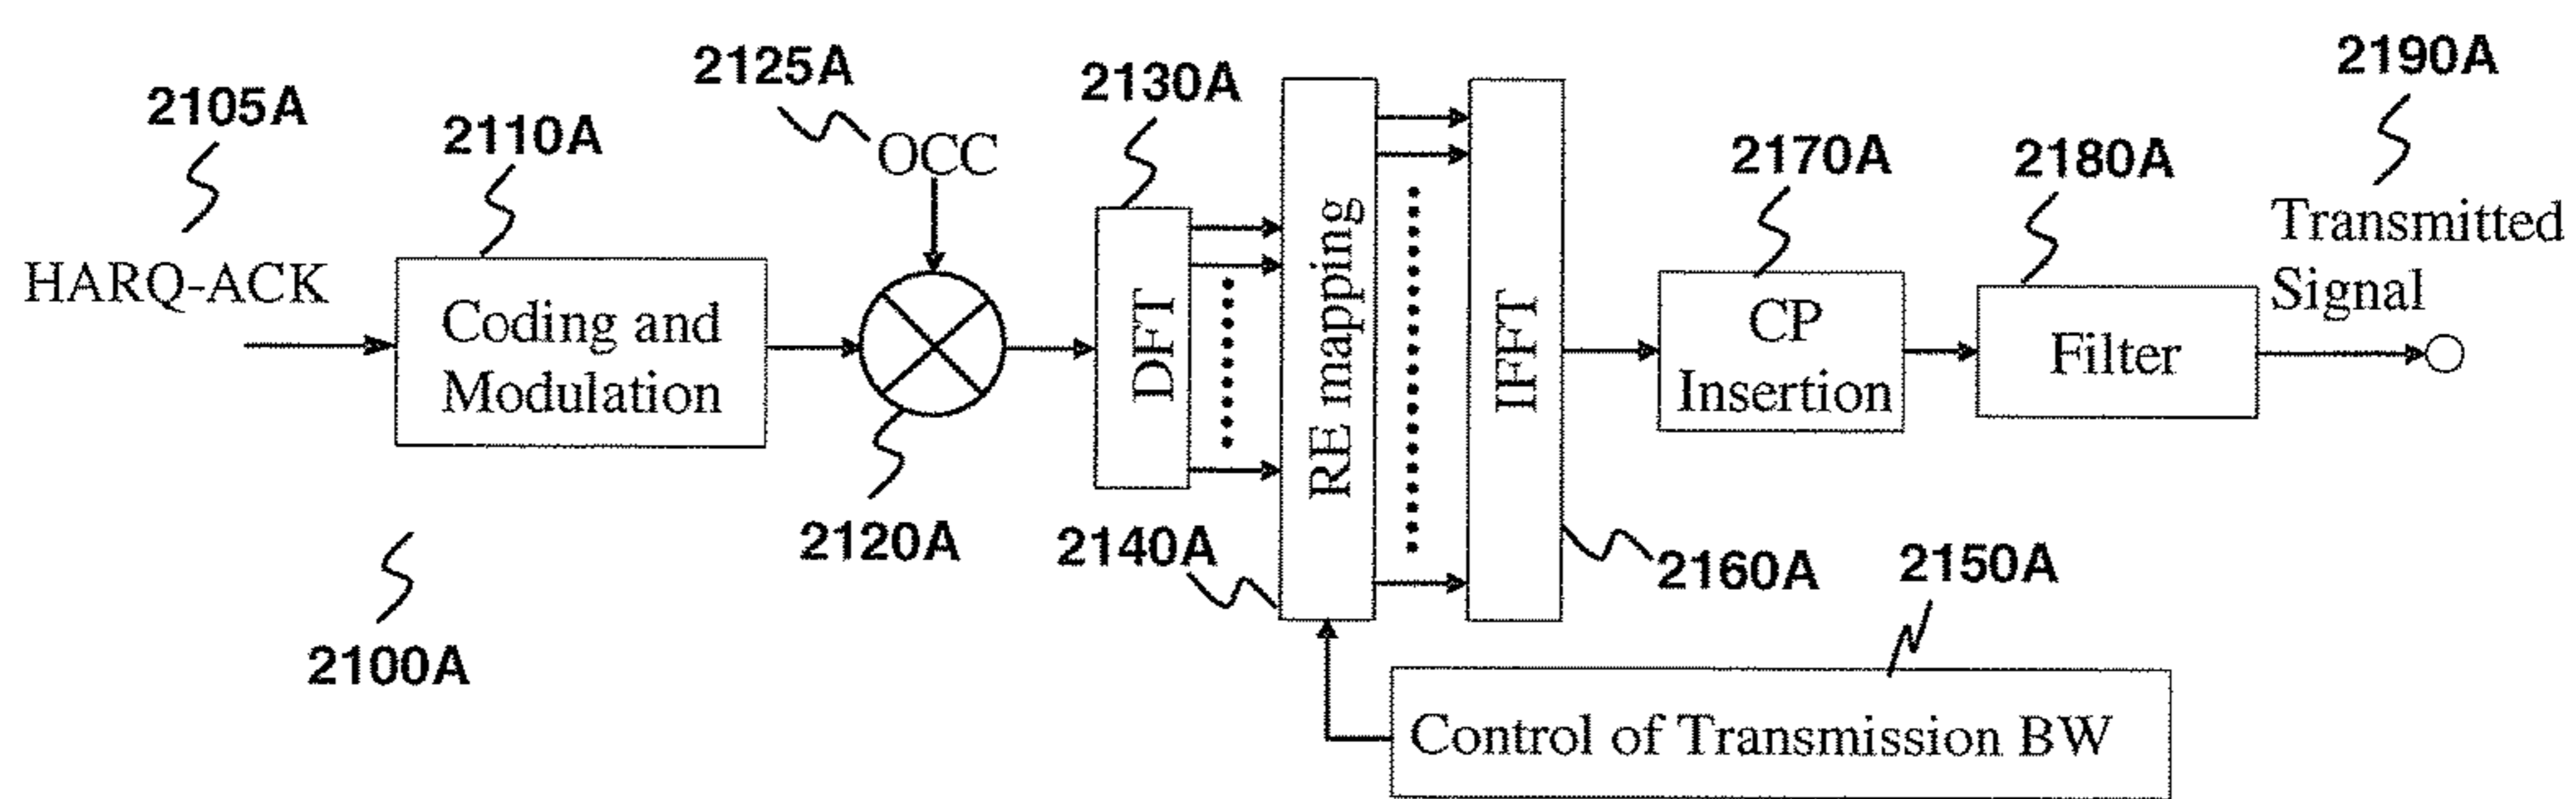 2105A
HARQ-ACK
2110A
Coding and
Modulation
2125A
OCC
2120A
2130A
DFT
2140A
RE mapping
IFFT
2160A
2150A
Control of Transmission BW
2170A
CP
Insertion
2180A
Filter
2190A
Transmitted
Signal
2100A